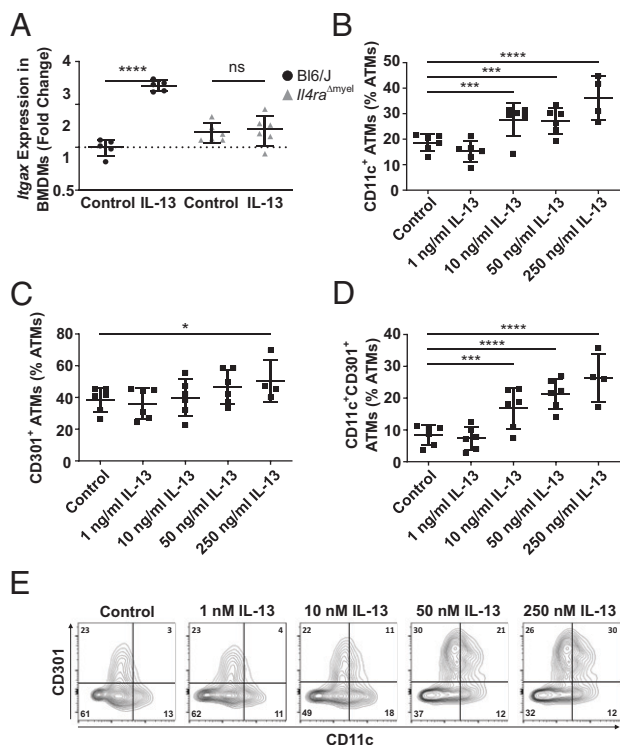 A
Itgax Expression in
BMDMs (Fold Change)
4
3
2
1
0.5
****
ns
Bl6/J
Il4raΔmyel
Control IL-13 Control IL-13
B
CD11c+ ATMs (% ATMs)
50
40
30
20
10
0
****
***
***
Control
1 ng/ml IL-13
10 ng/ml IL-13
50 ng/ml IL-13
250 ng/ml IL-13
C
CD301+ ATMs (% ATMs)
80
60
40
20
0
*
Control
1 ng/ml IL-13
10 ng/ml IL-13
50 ng/ml IL-13
250 ng/ml IL-13
D
CD11c+CD301+
ATMs (% ATMs)
40
30
20
10
0
****
****
***
Control
1 ng/ml IL-13
10 ng/ml IL-13
50 ng/ml IL-13
250 ng/ml IL-13
E
Control 1 nM IL-13 10 nM IL-13 50 nM IL-13 250 nM IL-13
CD301
23 3 23 4 22 11 30 21 26 30
61 13 62 11 49 18 37 12 32 12
CD11c